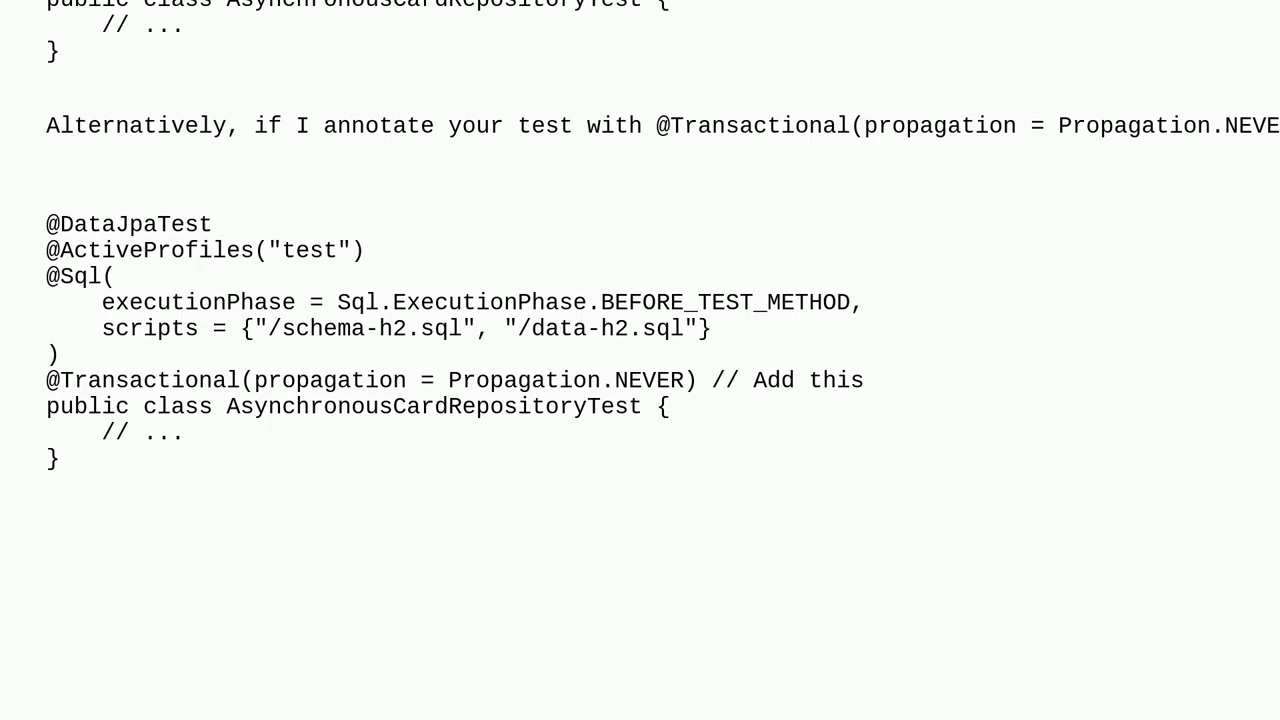 public class AsynchronousCardRepositoryTest {
    // ...
}
Alternatively, if I annotate your test with @Transactional(propagation = Propagation.NEVE
@DataJpaTest
@ActiveProfiles("test")
@Sql(
    executionPhase = Sql.ExecutionPhase.BEFORE_TEST_METHOD,
    scripts = {"/schema-h2.sql", "/data-h2.sql"}
)
@Transactional(propagation = Propagation.NEVER) // Add this
public class AsynchronousCardRepositoryTest {
    // ...
}